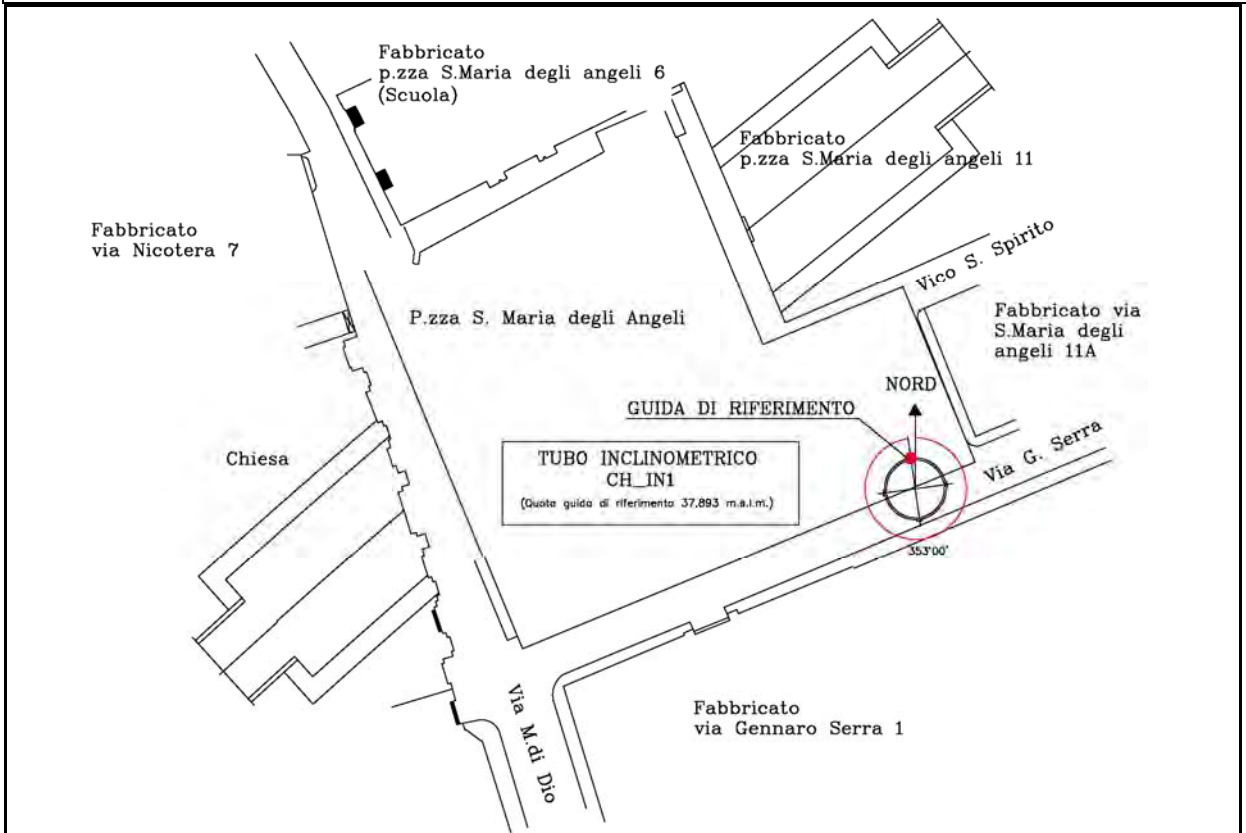 Fabbricato
p.zza S.Maria degli angeli 6
(Scuola)
Fabbricato
p.zza S.Maria degli angeli 11
Fabbricato
via Nicotera 7
Vico S. Spirito
P.zza S. Maria degli Angeli
Fabbricato via
S.Maria degli
angeli 11A
NORD
GUIDA DI RIFERIMENTO
Via G. Serra
Chiesa
TUBO INCLINOMETRICO
CH_IN1
(Quota guida di riferimento 37,893 m.s.l.m.)
353°00'
Via M.di Dio
Fabbricato
via Gennaro Serra 1